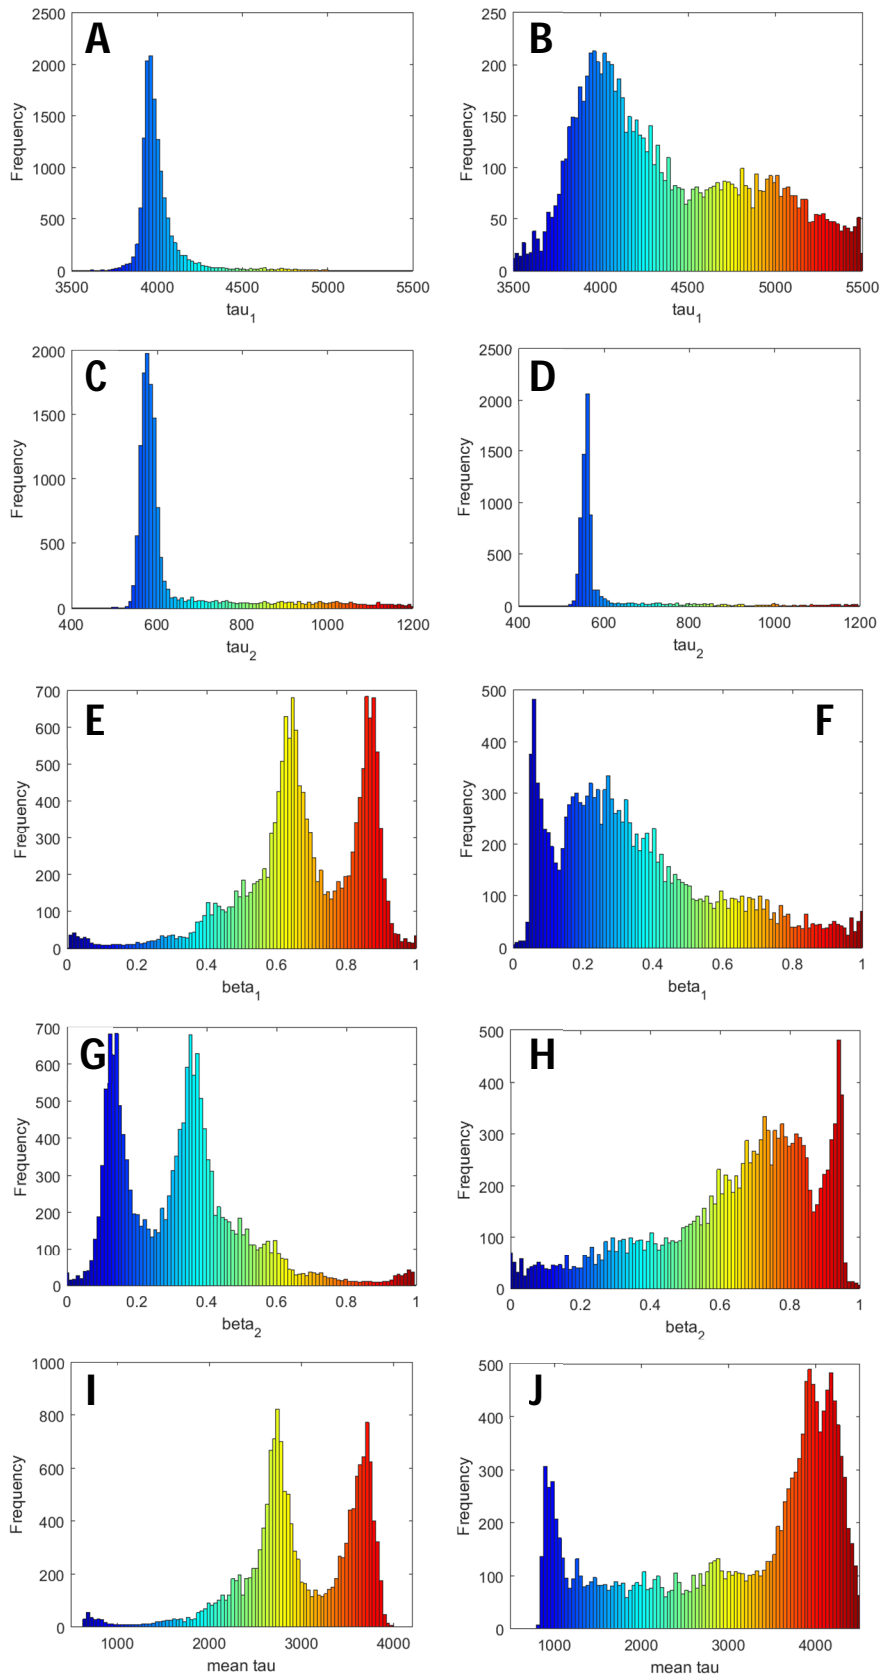 A
Frequency
2500
2000
1500
1000
500
0
3500 4000 4500 5000 5500
tau1
B
Frequency
250
200
150
100
50
0
3500 4000 4500 5000 5500
tau1
C
Frequency
2000
1500
1000
500
0
400 600 800 1000 1200
tau2
D
Frequency
2500
2000
1500
1000
500
0
400 600 800 1000 1200
tau2
E
Frequency
700
600
500
400
300
200
100
0
0 0.2 0.4 0.6 0.8 1
beta1
F
Frequency
500
400
300
200
100
0
0 0.2 0.4 0.6 0.8 1
beta1
G
Frequency
700
600
500
400
300
200
100
0
0 0.2 0.4 0.6 0.8 1
beta2
H
Frequency
500
400
300
200
100
0
0 0.2 0.4 0.6 0.8 1
beta2
I
Frequency
1000
800
600
400
200
0
1000 2000 3000 4000
mean tau
J
Frequency
500
400
300
200
100
0
1000 2000 3000 4000
mean tau